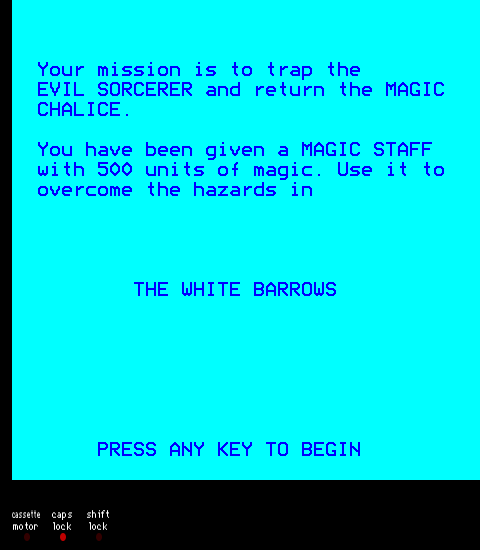 Your mission is to trap the
EVIL SORCERER and return the MAGIC
CHALICE.
You have been given a MAGIC STAFF
with 500 units of magic. Use it to
overcome the hazards in
THE WHITE BARROWS
PRESS ANY KEY TO BEGIN
cassette motor
caps lock
shift lock